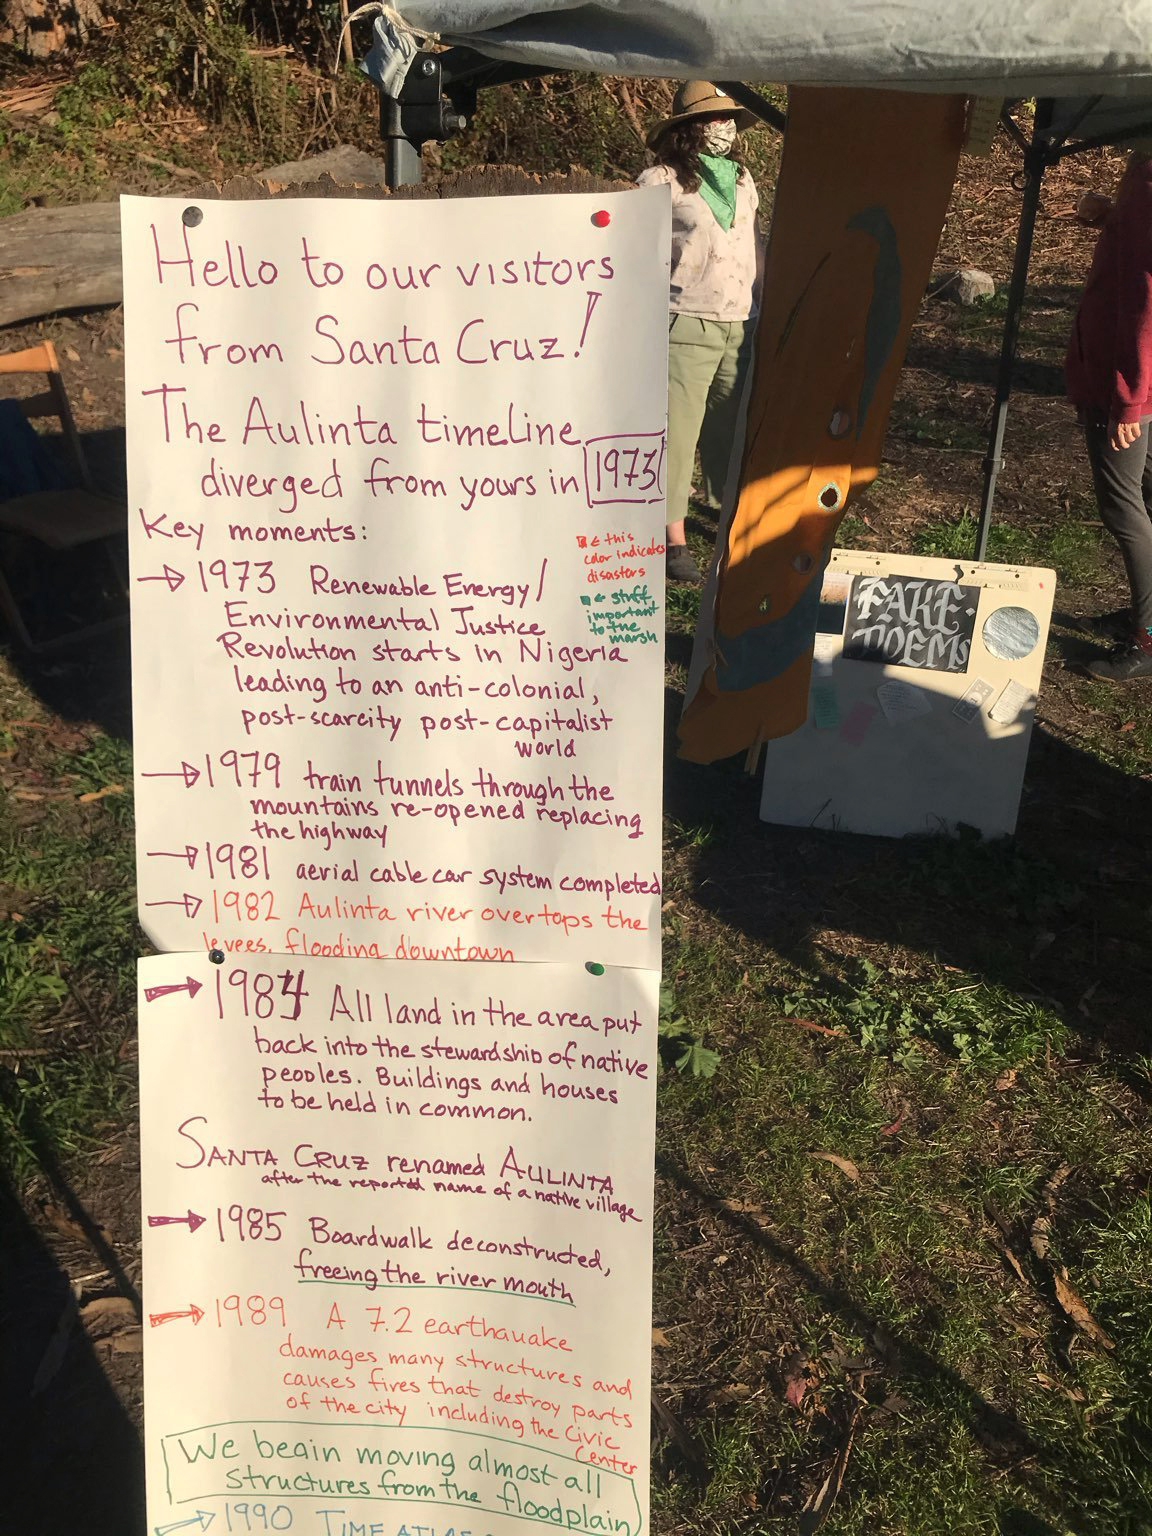 Hello to our visitors
from Santa Cruz!
The Aulinta timeline
diverged from yours in 1973
Key moments:
← this
color indicates
disasters
← stuff
important
to the
marsh
→ 1973 Renewable Energy/
Environmental Justice
Revolution starts in Nigeria
leading to an anti-colonial,
post-scarcity post-capitalist
world
→ 1979 train tunnels through the
mountains re-opened replacing
the highway
→ 1981 aerial cable car system completed
→ 1982 Aulinta river overtops the
levees, flooding downtown
→ 1984 All land in the area put
back into the stewardship of native
peoples. Buildings and houses
to be held in common.
SANTA CRUZ renamed AULINTA
after the reported name of a native village
→ 1985 Boardwalk deconstructed,
freeing the river mouth
→ 1989 A 7.2 earthquake
damages many structures and
causes fires that destroy parts
of the city including the Civic
Center
We begin moving almost all
structures from the floodplain
→ 1990 TIME ATLAS
FAKE
POEMS